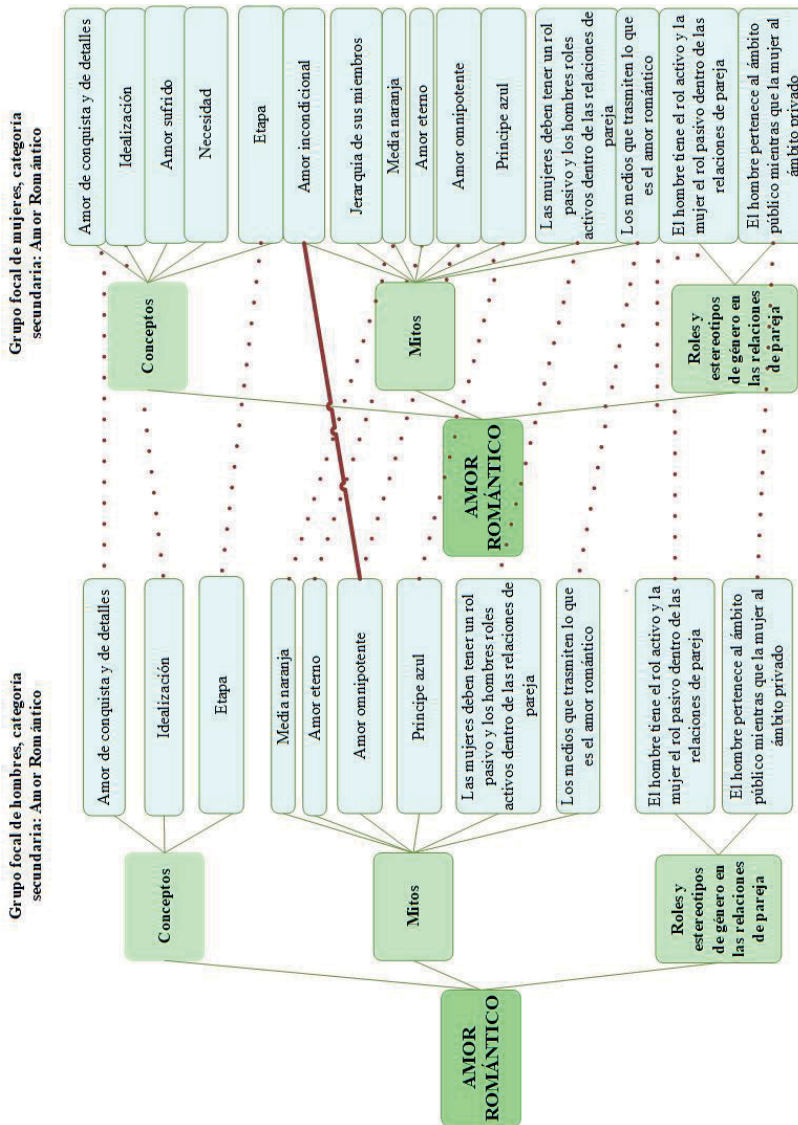 Grupo focal de hombres, categoría
secundaria: Amor Romántico
AMOR
ROMÁNTICO
Conceptos
Amor de conquista y de detalles
Idealización
Etapa
Mitos
Media naranja
Amor eterno
Amor omnipotente
Príncipe azul
Las mujeres deben tener un rol
pasivo y los hombres roles
activos dentro de las relaciones de
pareja
Los medios que trasmiten lo que
es el amor romántico
Roles y
estereotipos
de género en
las relaciones
de pareja
El hombre tiene el rol activo y la
mujer el rol pasivo dentro de las
relaciones de pareja
El hombre pertenece al ámbito
público mientras que la mujer al
ámbito privado
Grupo focal de mujeres, categoría
secundaria: Amor Romántico
AMOR
ROMÁNTICO
Conceptos
Amor de conquista y de detalles
Idealización
Amor sufrido
Necesidad
Etapa
Mitos
Amor incondicional
Jerarquía de sus miembros
Media naranja
Amor eterno
Amor omnipotente
Príncipe azul
Las mujeres deben tener un rol
pasivo y los hombres roles
activos dentro de las relaciones de
pareja
Los medios que trasmiten lo que
es el amor romántico
Roles y
estereotipos
de género en
las relaciones
de pareja
El hombre tiene el rol activo y la
mujer el rol pasivo dentro de las
relaciones de pareja
El hombre pertenece al ámbito
público mientras que la mujer al
ámbito privado